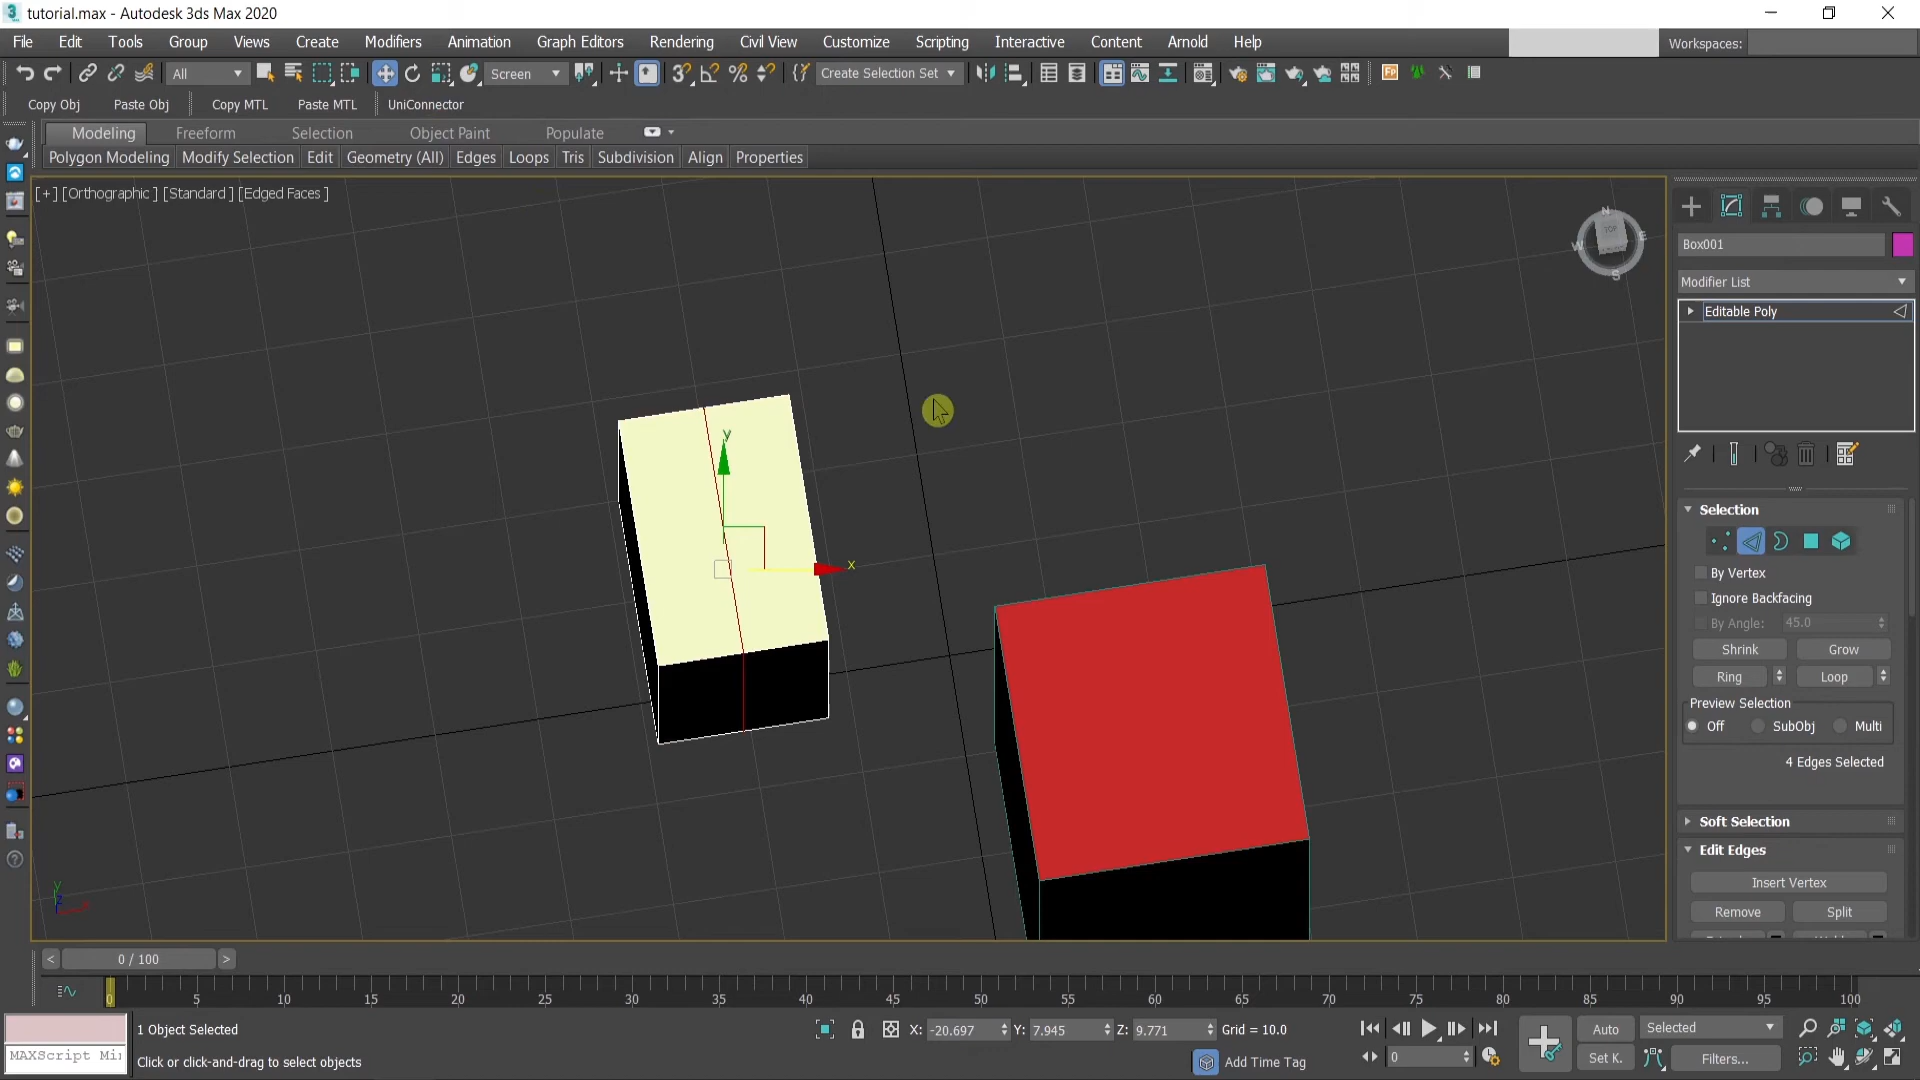 tutorial.max - Autodesk 3ds Max 2020
File Edit Tools Group Views Create Modifiers Animation Graph Editors Rendering Civil View Customize Scripting Interactive Content Arnold Help Workspaces:
All Screen Create Selection Set
Copy Obj Paste Obj Copy MTL Paste MTL UniConnector
Modeling Freeform Selection Object Paint Populate
Polygon Modeling Modify Selection Edit Geometry (All) Edges Loops Tris Subdivision Align Properties
[ + ] [Orthographic ] [Standard ] [Edged Faces ]
N
TOP
W E
S
Box001
Modifier List
Editable Poly
y
x
Selection
By Vertex
Ignore Backfacing
By Angle: 45.0
Shrink Grow
Ring Loop
Preview Selection
Off SubObj Multi
4 Edges Selected
Soft Selection
Edit Edges
Insert Vertex
Remove Split
y
z
< 0 / 100 >
0 5 10 15 20 25 30 35 40 45 50 55 60 65 70 75 80 85 90 95 100
1 Object Selected X: -20.697 Y: 7.945 Z: 9.771 Grid = 10.0 Auto Selected
MAXScript Mi Click or click-and-drag to select objects Add Time Tag 0 Set K. Filters...